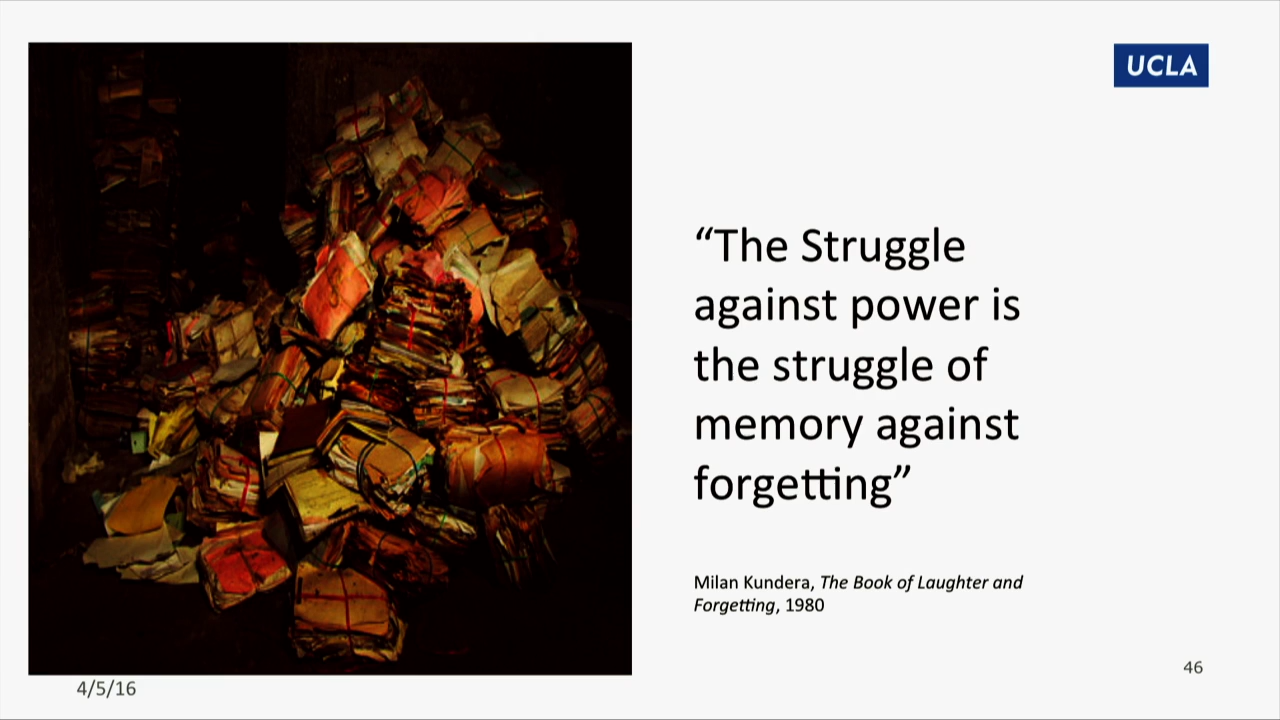 UCLA
“The Struggle
against power is
the struggle of
memory against
forgetting”
Milan Kundera, The Book of Laughter and
Forgetting, 1980
46
4/5/16